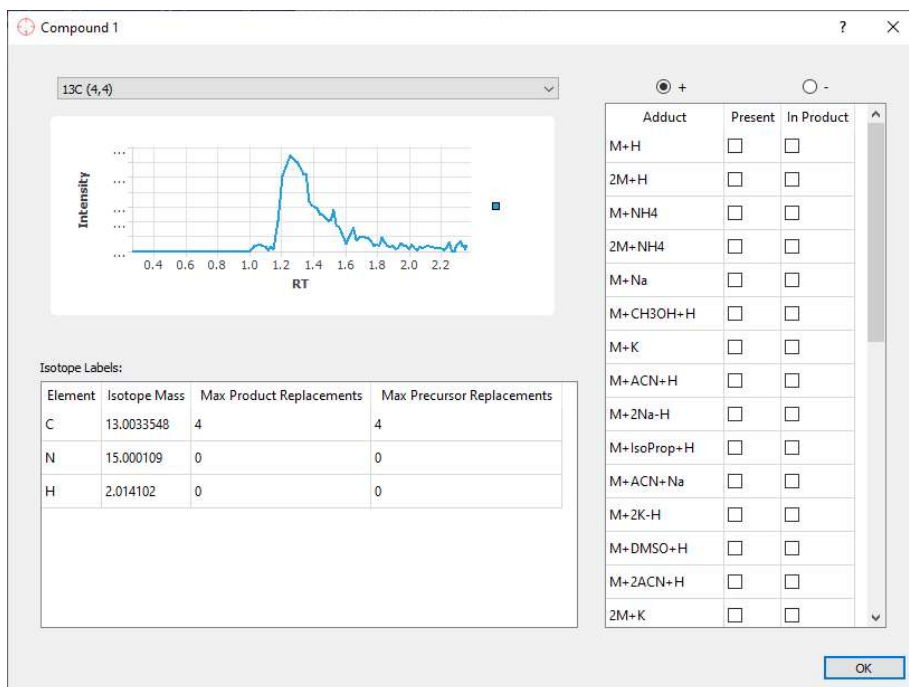 Compound 1
?
13C (4,4)
+
-
Intensity
...
...
...
...
...
0.4 0.6 0.8 1.0 1.2 1.4 1.6 1.8 2.0 2.2
RT
Isotope Labels:
Element Isotope Mass Max Product Replacements Max Precursor Replacements
C 13.0033548 4 4
N 15.000109 0 0
H 2.014102 0 0
Adduct Present In Product
M+H
2M+H
M+NH4
2M+NH4
M+Na
M+CH3OH+H
M+K
M+ACN+H
M+2Na-H
M+IsoProp+H
M+ACN+Na
M+2K-H
M+DMSO+H
M+2ACN+H
2M+K
OK